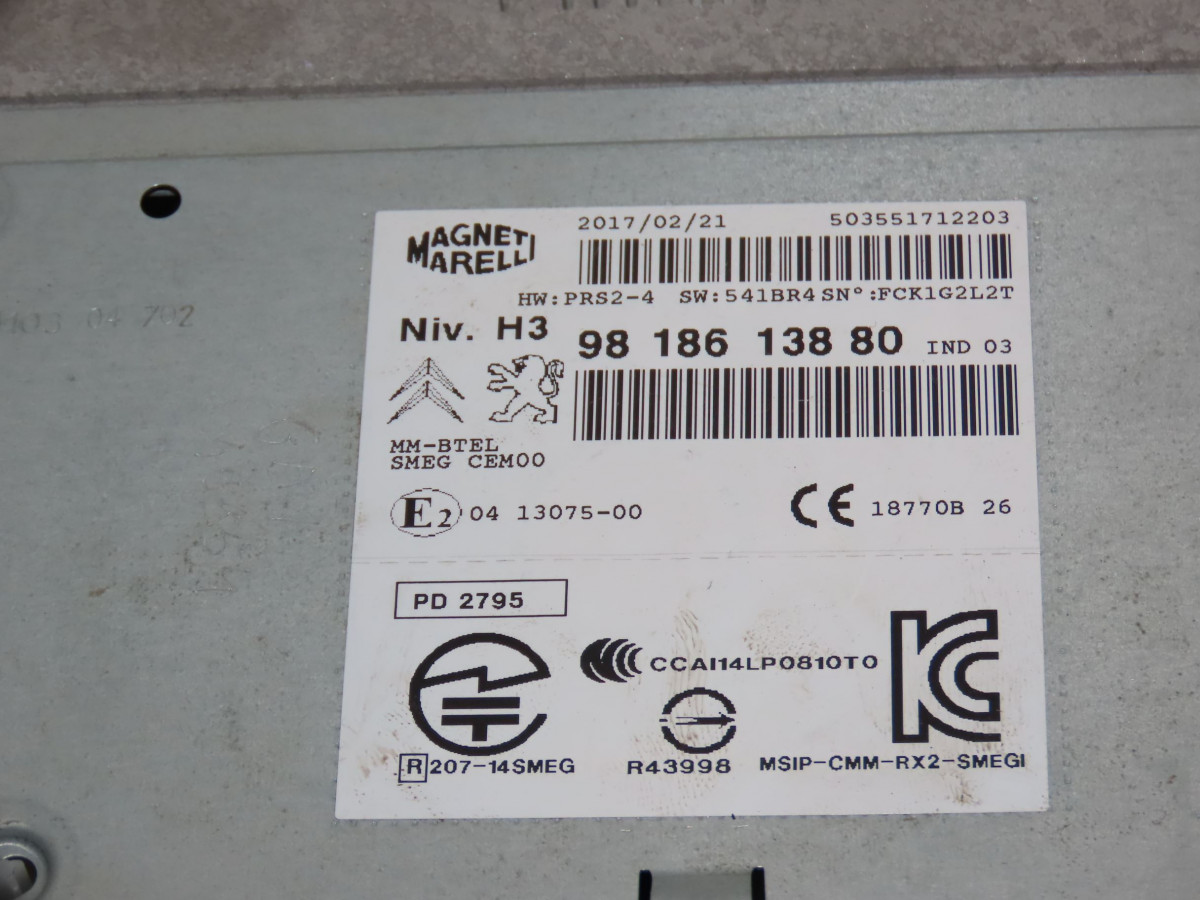 MAGNETI
MARELLI
2017/02/21 503551712203
HW:PRS2-4 SW:541BR4 SN°:FCK1G2L2T
Niv. H3
98 186 138 80 IND 03
MM-BTEL
SMEG CEM00
E2 04 13075-00
CE 18770B 26
PD 2795
CCAI14LP0810T0
R 207-14SMEG
R43998
MSIP-CMM-RX2-SMEGI
04 702